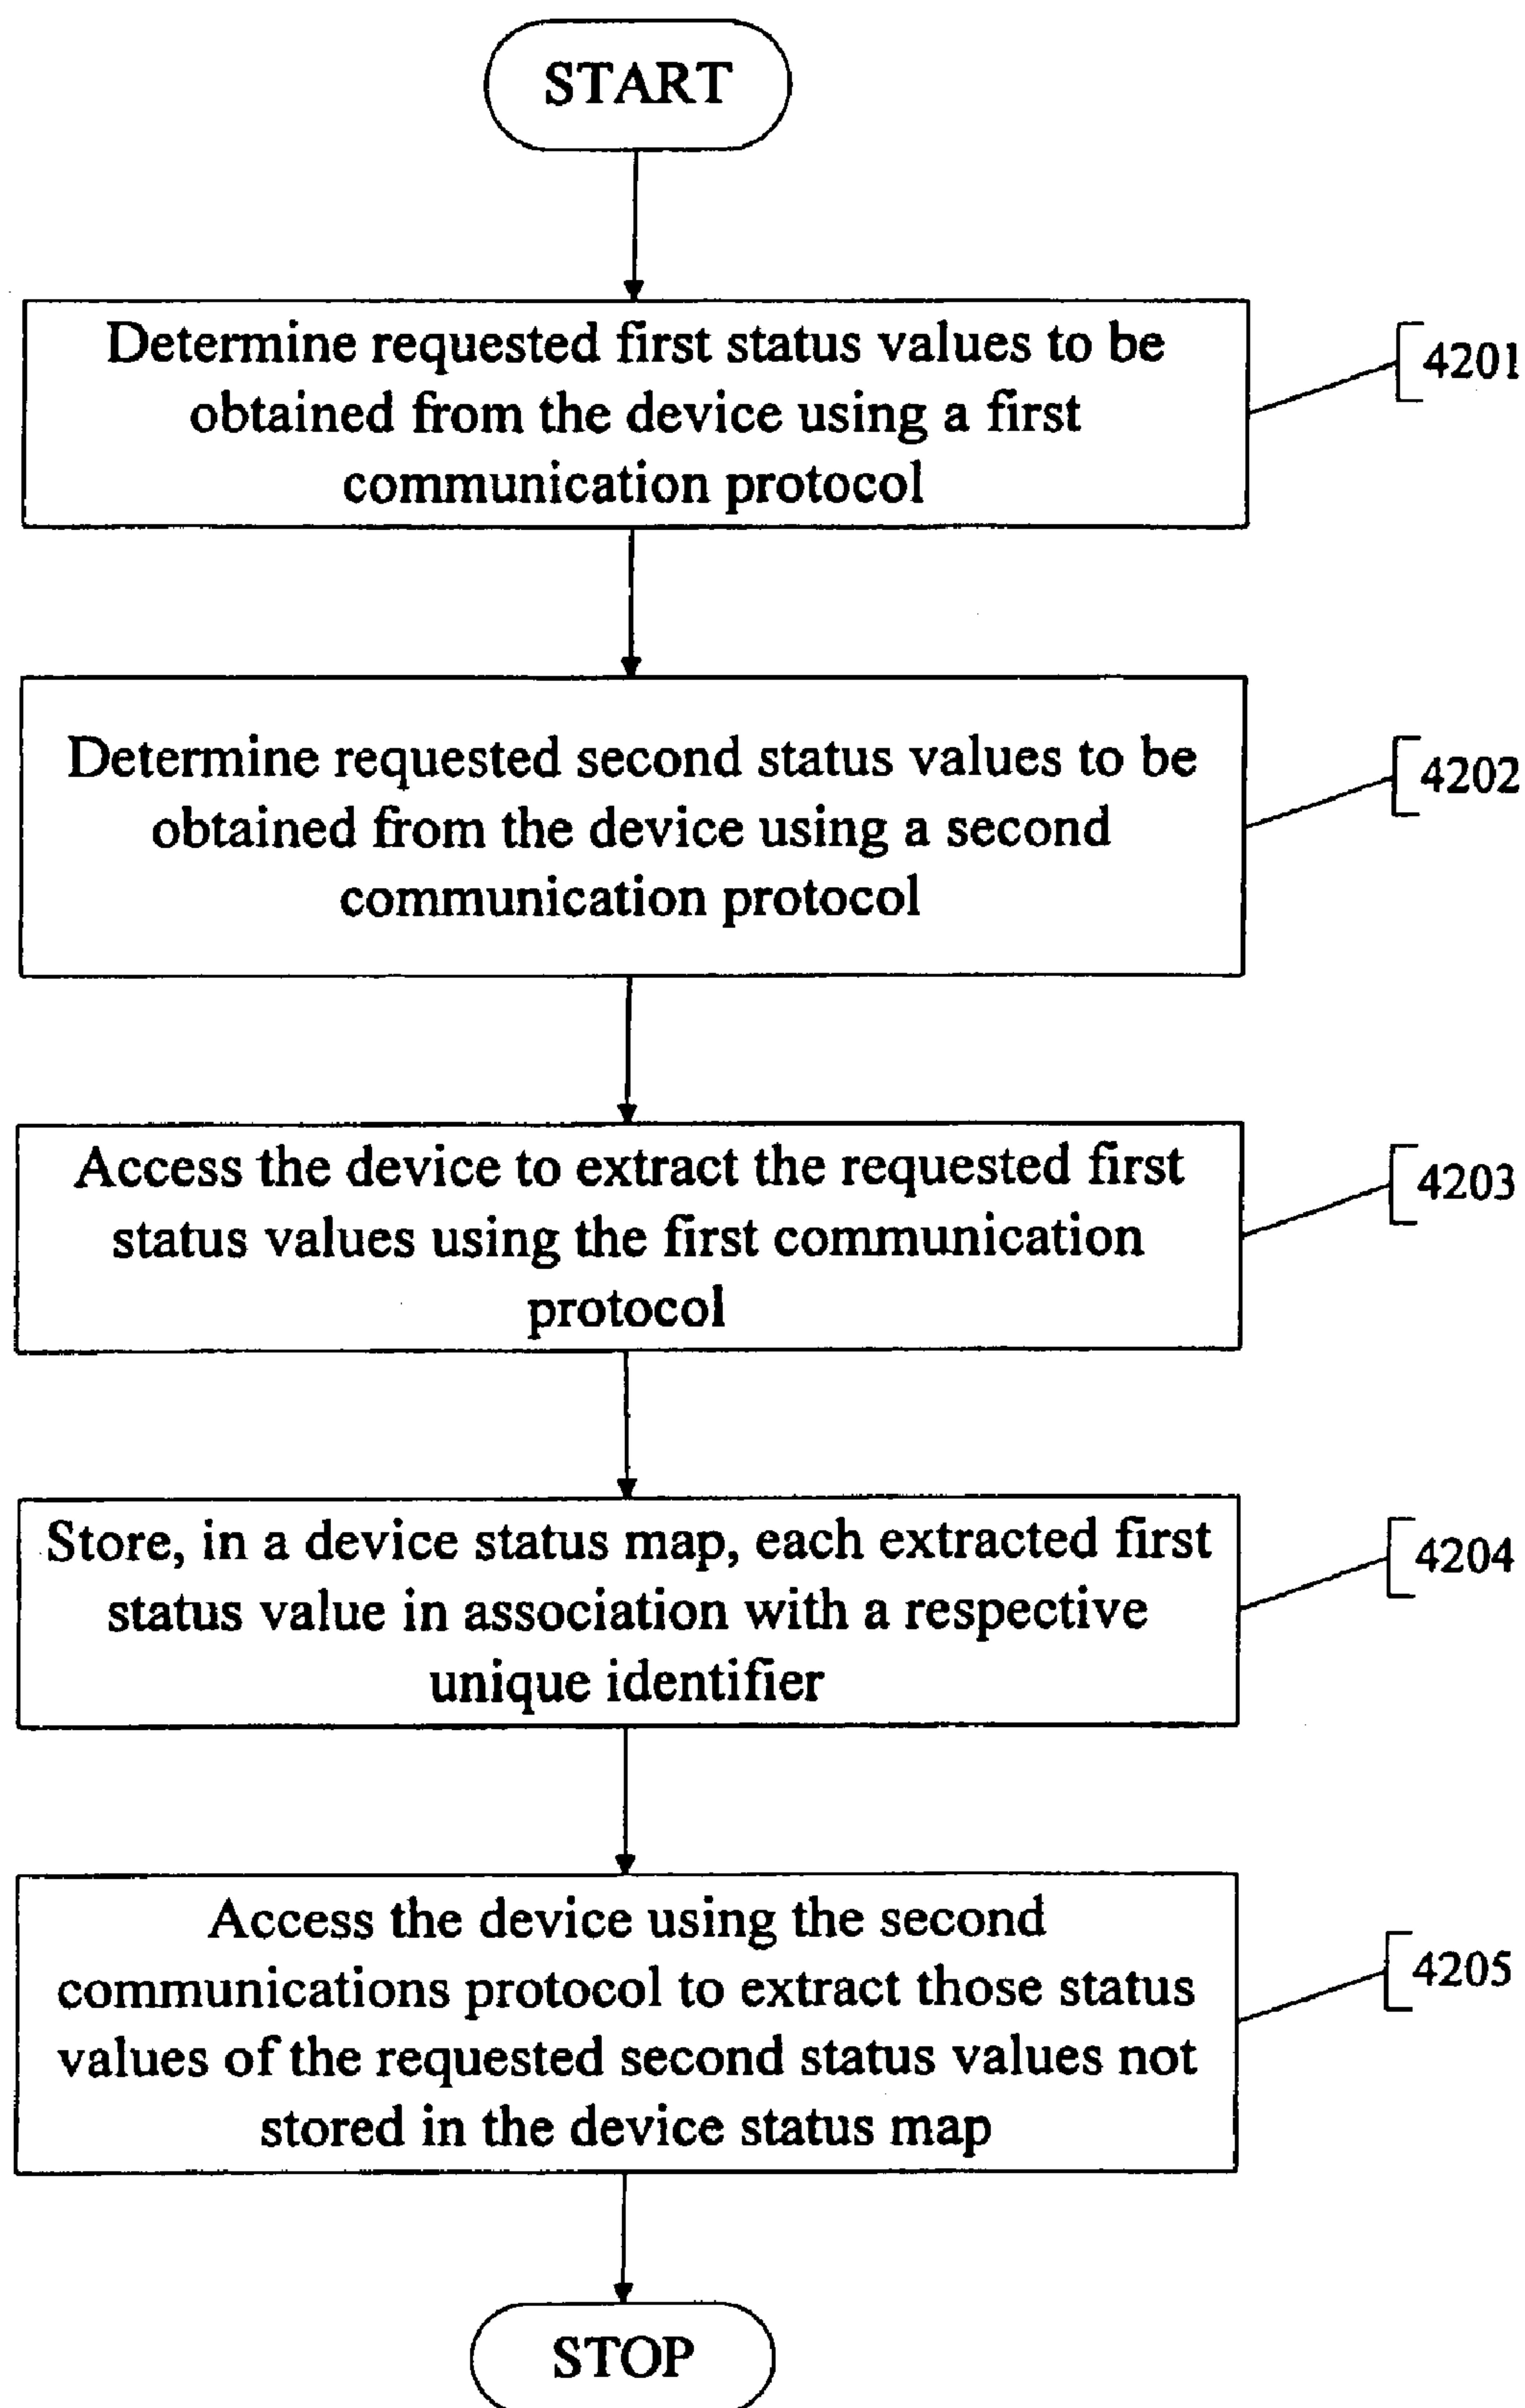 START
Determine requested first status values to be
obtained from the device using a first
communication protocol
4201
Determine requested second status values to be
obtained from the device using a second
communication protocol
4202
Access the device to extract the requested first
status values using the first communication
protocol
4203
Store, in a device status map, each extracted first
status value in association with a respective
unique identifier
4204
Access the device using the second
communications protocol to extract those status
values of the requested second status values not
stored in the device status map
4205
STOP